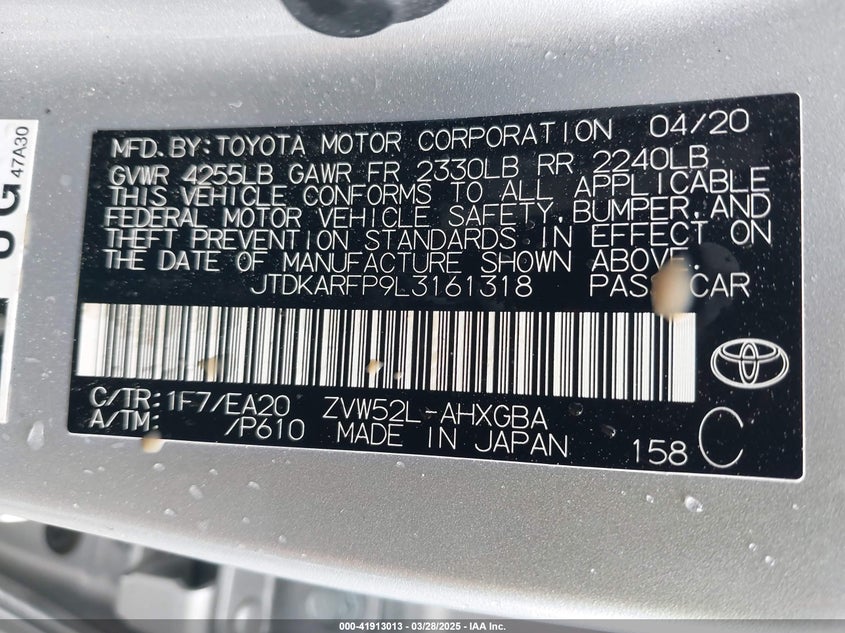 47A30
MFD. BY: TOYOTA MOTOR CORPORATION 04/20
GVWR 4255LB GAWR FR 2330LB RR 2240LB
THIS VEHICLE CONFORMS TO ALL APPLICABLE
FEDERAL MOTOR VEHICLE SAFETY, BUMPER, AND
THEFT PREVENTION STANDARDS IN EFFECT ON
THE DATE OF MANUFACTURE SHOWN ABOVE.
JTDKARFP9L3161318 PASS CAR
C/TR: 1F7/EA20 ZVW52L-AHXGBA
A/TM: /P610 MADE IN JAPAN 158 C
000-41913013 — 03/28/2025 — IAA Inc.